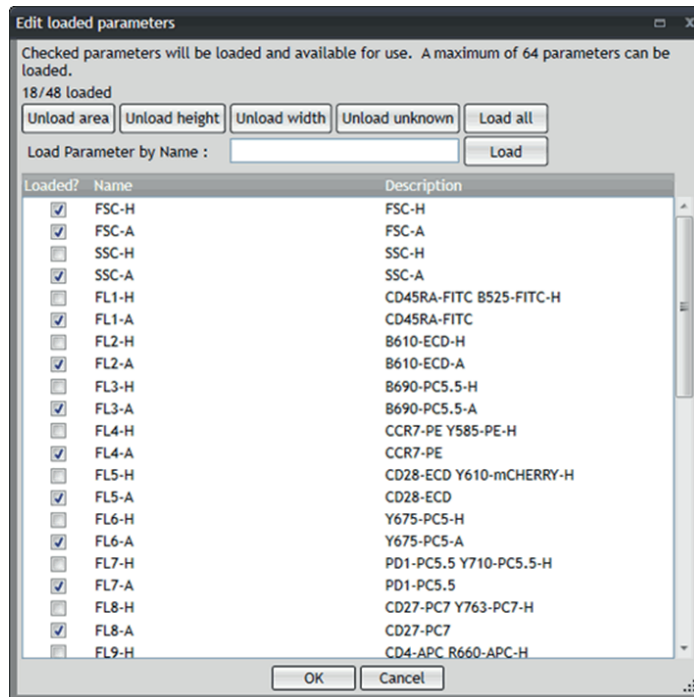 Edit loaded parameters
Checked parameters will be loaded and available for use. A maximum of 64 parameters can be
loaded.
18/48 loaded
Unload area Unload height Unload width Unload unknown Load all
Load Parameter by Name : Load
Loaded? Name Description
FSC-H FSC-H
FSC-A FSC-A
SSC-H SSC-H
SSC-A SSC-A
FL1-H CD45RA-FITC B525-FITC-H
FL1-A CD45RA-FITC
FL2-H B610-ECD-H
FL2-A B610-ECD-A
FL3-H B690-PC5.5-H
FL3-A B690-PC5.5-A
FL4-H CCR7-PE Y585-PE-H
FL4-A CCR7-PE
FL5-H CD28-ECD Y610-mCHERRY-H
FL5-A CD28-ECD
FL6-H Y675-PC5-H
FL6-A Y675-PC5-A
FL7-H PD1-PC5.5 Y710-PC5.5-H
FL7-A PD1-PC5.5
FL8-H CD27-PC7 Y763-PC7-H
FL8-A CD27-PC7
FL9-H CD4-APC R660-APC-H
OK Cancel